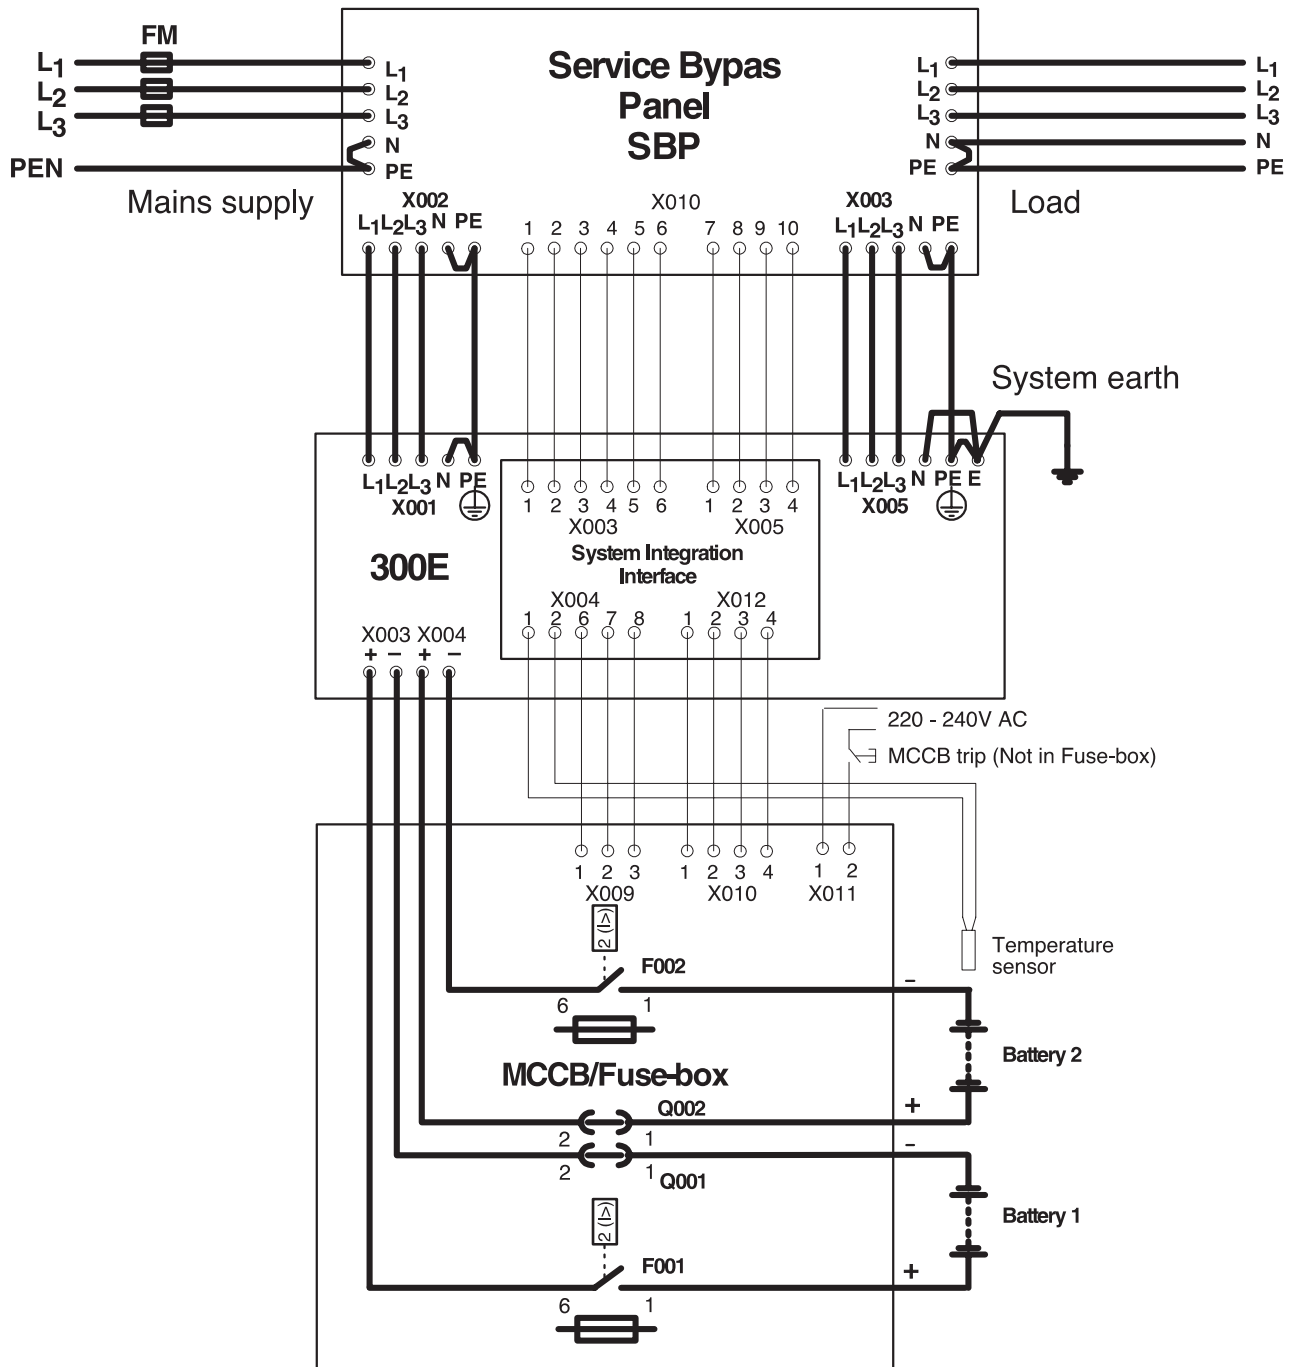 FM
Service Bypas
Panel
SBP
L1 L1 L1 L1
L2 L2 L2 L2
L3 L3 L3 L3
N N N
PEN PE PE PE
Mains supply X002 X010 X003 Load
L1 L2 L3 N PE 1 2 3 4 5 6 7 8 9 10 L1 L2 L3 N PE
System earth
L1 L2 L3 N PE 1 2 3 4 5 6 1 2 3 4 L1 L2 L3 N PE E
X001 X003 X005 X005
300E
System Integration
Interface
X004 X012
1 2 6 7 8 1 2 3 4
X003 X004
+ − + −
220 - 240V AC
MCCB trip (Not in Fuse-box)
1 2 3 1 2 3 4 1 2
X009 X010 X011
2 (I>)
F002
Temperature
sensor
-
6 1
Battery 2
MCCB/Fuse-box
Q002 +
2 1 -
2 1
Q001
2 (I>)
Battery 1
F001 +
6 1